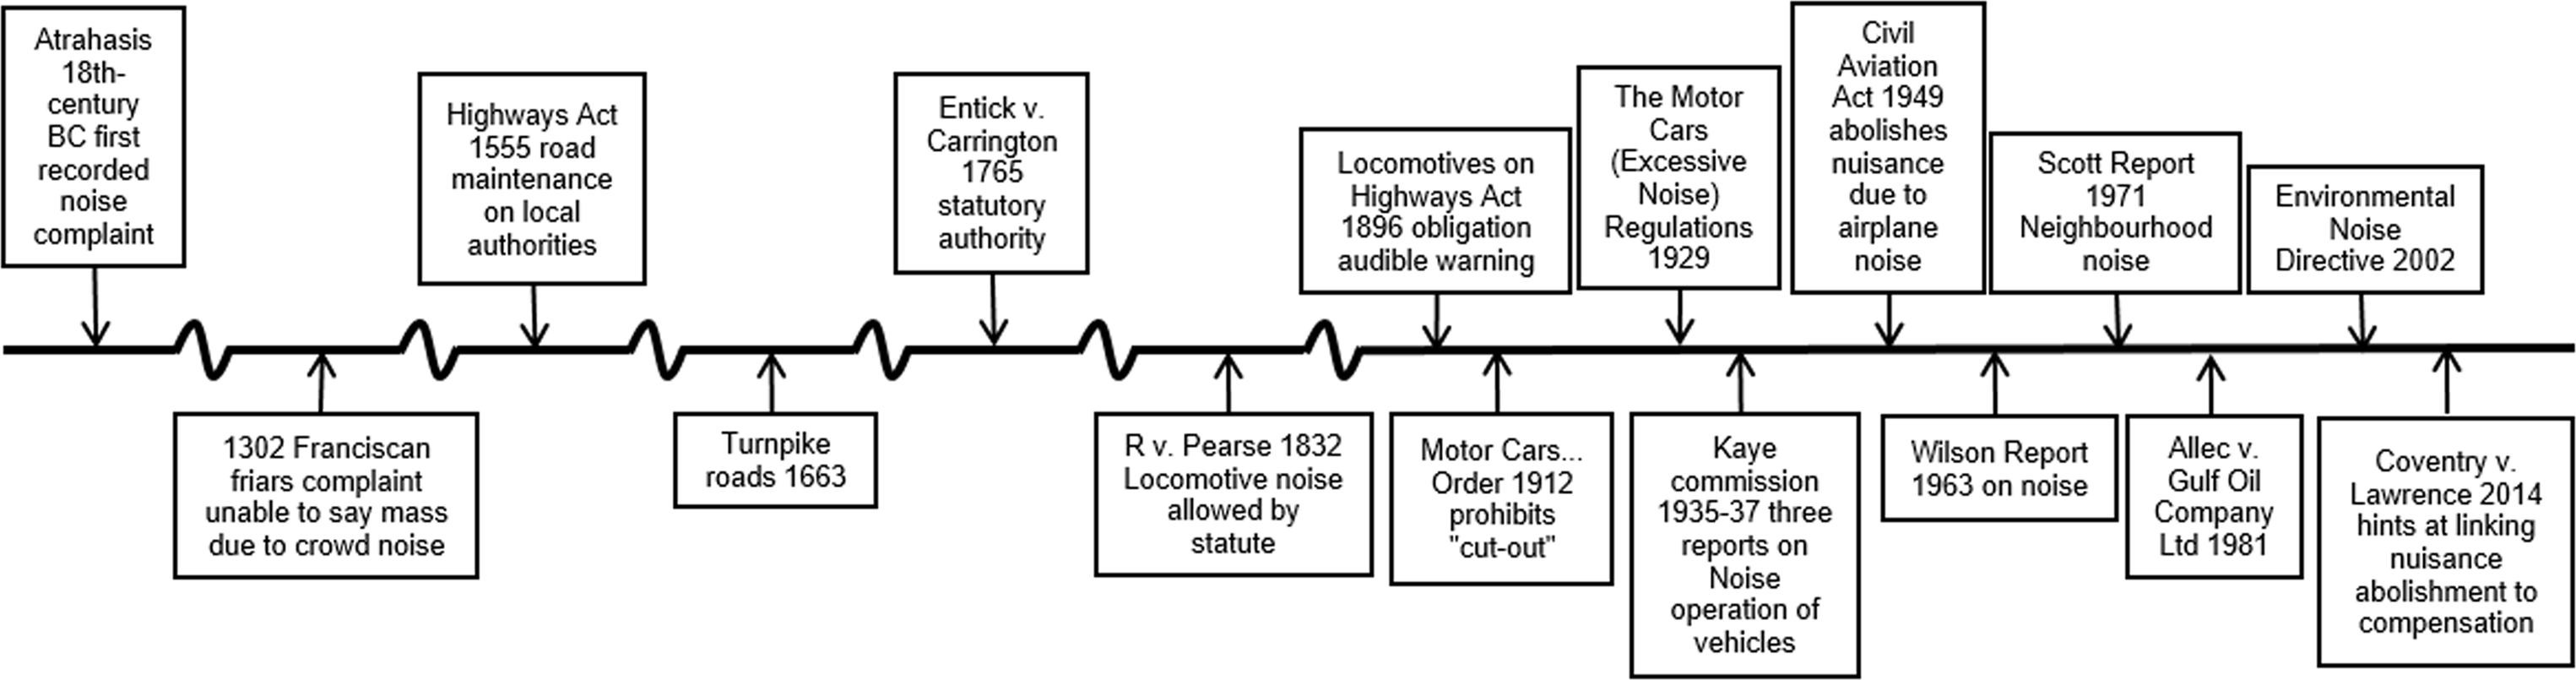 Atrahasis
18th-
century
BC first
recorded
noise
complaint
1302 Franciscan
friars complaint
unable to say mass
due to crowd noise
Highways Act
1555 road
maintenance
on local
authorities
Turnpike
roads 1663
Entick v.
Carrington
1765
statutory
authority
R v. Pearse 1832
Locomotive noise
allowed by
statute
Locomotives on
Highways Act
1896 obligation
audible warning
Motor Cars...
Order 1912
prohibits
"cut-out"
The Motor
Cars
(Excessive
Noise)
Regulations
1929
Kaye
commission
1935-37 three
reports on
Noise
operation of
vehicles
Civil
Aviation
Act 1949
abolishes
nuisance
due to
airplane
noise
Wilson Report
1963 on noise
Scott Report
1971
Neighbourhood
noise
Allec v.
Gulf Oil
Company
Ltd 1981
Environmental
Noise
Directive 2002
Coventry v.
Lawrence 2014
hints at linking
nuisance
abolishment to
compensation